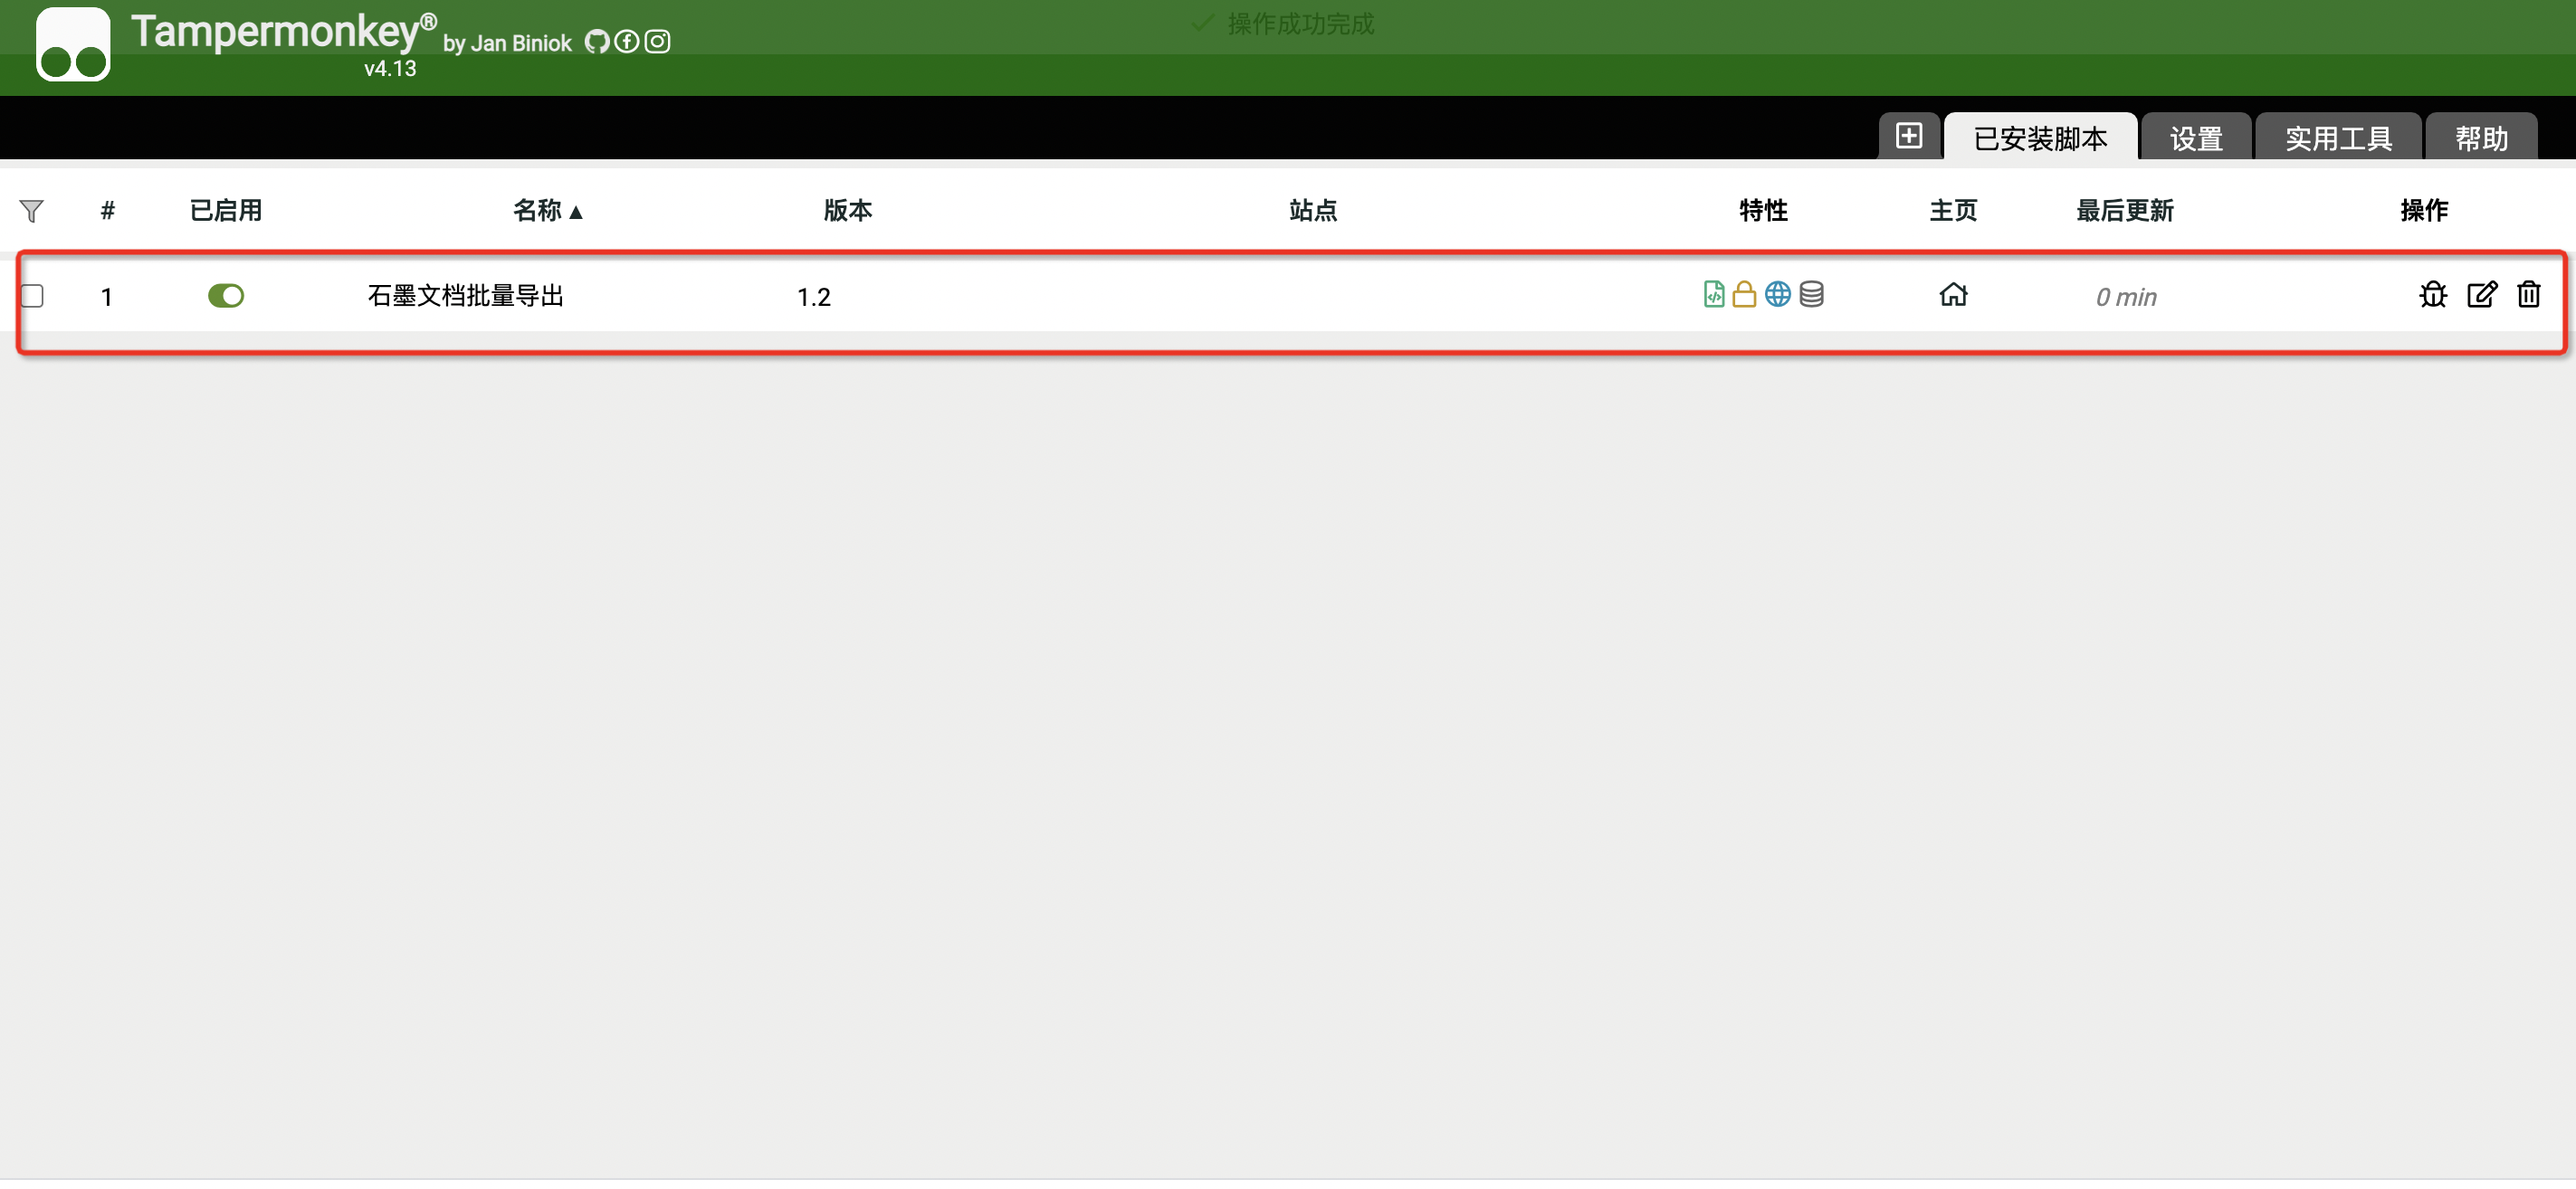 操作成功完成
Tampermonkey® by Jan Biniok
v4.13
已安装脚本 设置 实用工具 帮助
# 已启用 名称▲ 版本 站点 特性 主页 最后更新 操作
1 石墨文档批量导出 1.2 0 min